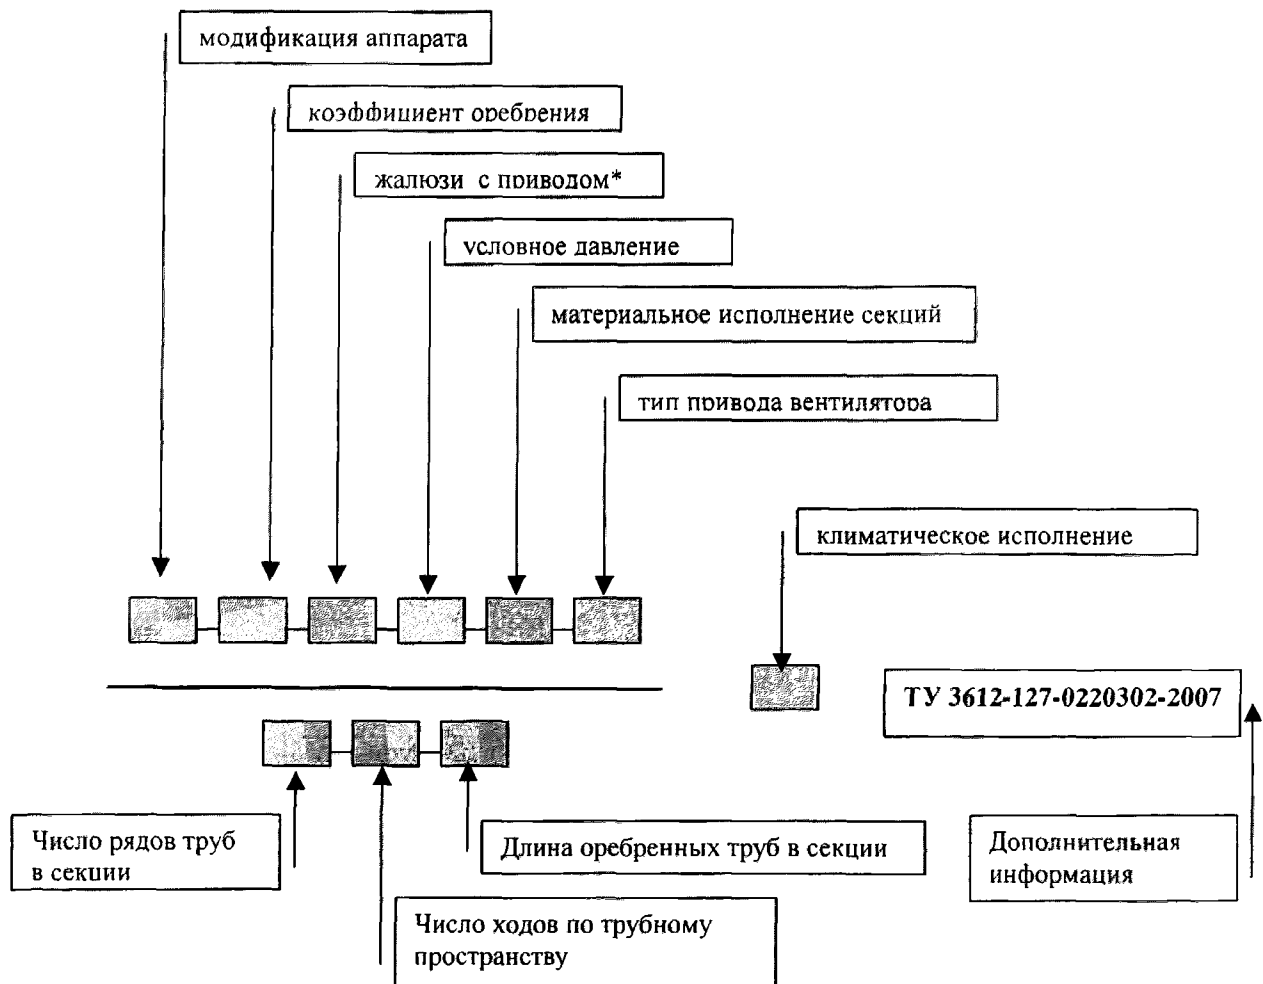 модификация аппарата
коэффициент оребрения
жалюзи с приводом*
условное давление
материальное исполнение секций
тип привода вентилятора
климатическое исполнение
ТУ 3612-127-0220302-2007
Число рядов труб
в секции
Длина оребренных труб в секции
Дополнительная
информация
Число ходов по трубному
пространству